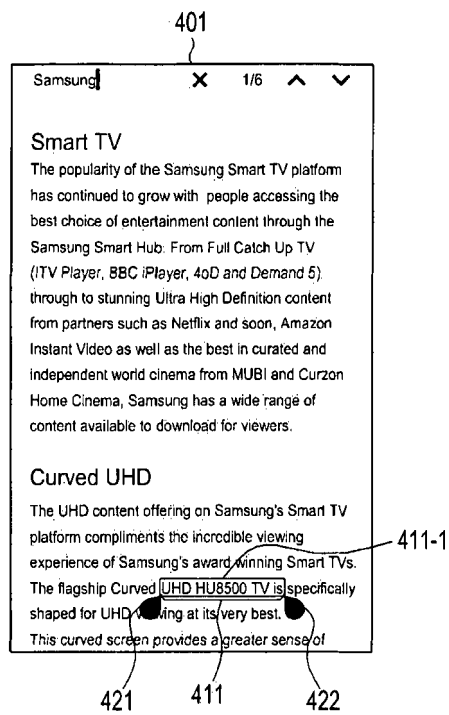 401
Samsung 1/6
Smart TV
The popularity of the Samsung Smart TV platform
has continued to grow with people accessing the
best choice of entertainment content through the
Samsung Smart Hub: From Full Catch Up TV
(ITV Player, BBC iPlayer, 4oD and Demand 5)
through to stunning Ultra High Definition content
from partners such as Netflix and soon, Amazon
Instant Video as well as the best in curated and
independent world cinema from MUBI and Curzon
Home Cinema, Samsung has a wide range of
content available to download for viewers.
Curved UHD
The UHD content offering on Samsung's Smart TV
platform compliments the incredible viewing
experience of Samsung's award winning Smart TVs.
411-1
The flagship Curved UHD HU8500 TV is specifically
shaped for UHD viewing at its very best.
This curved screen provides a greater sense of
421 411 422